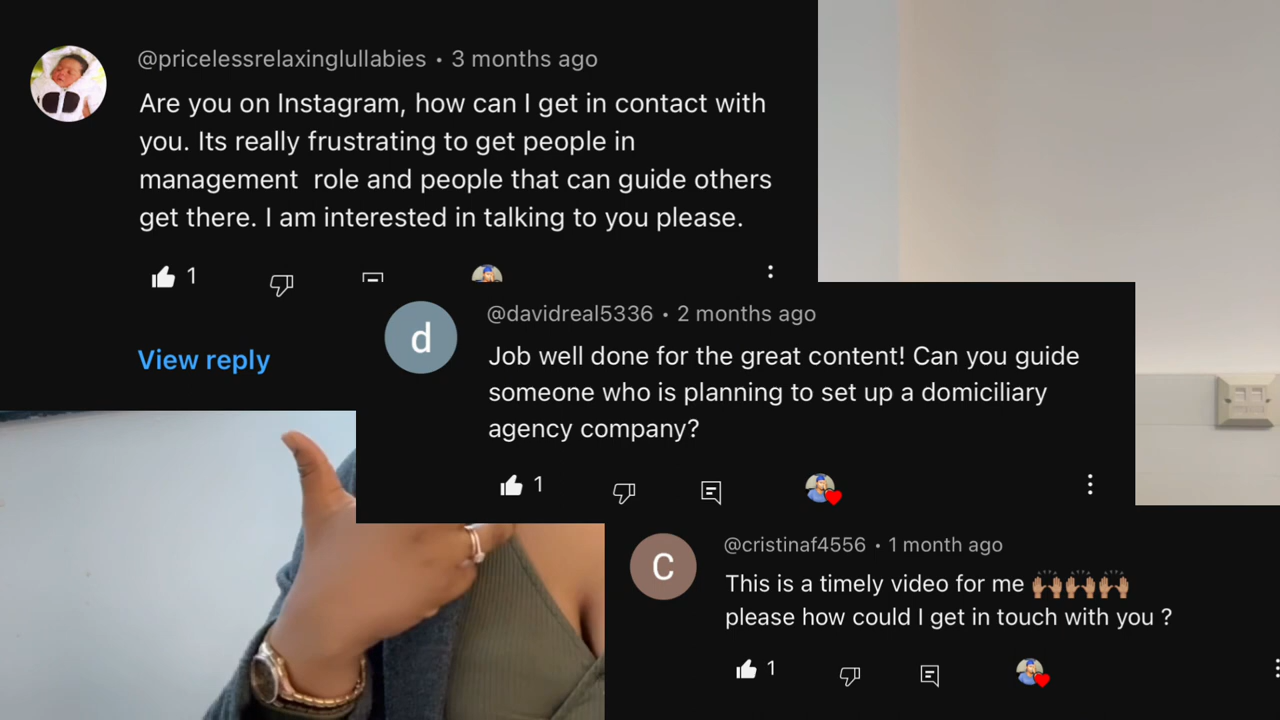 @pricelessrelaxinglullabies • 3 months ago
Are you on Instagram, how can I get in contact with
you. Its really frustrating to get people in
management  role and people that can guide others
get there. I am interested in talking to you please.
1
View reply
d
@davidreal5336 • 2 months ago
Job well done for the great content! Can you guide
someone who is planning to set up a domiciliary
agency company?
1
C
@cristinaf4556 • 1 month ago
This is a timely video for me 🙌🏽🙌🏽🙌🏽
please how could I get in touch with you ?
1